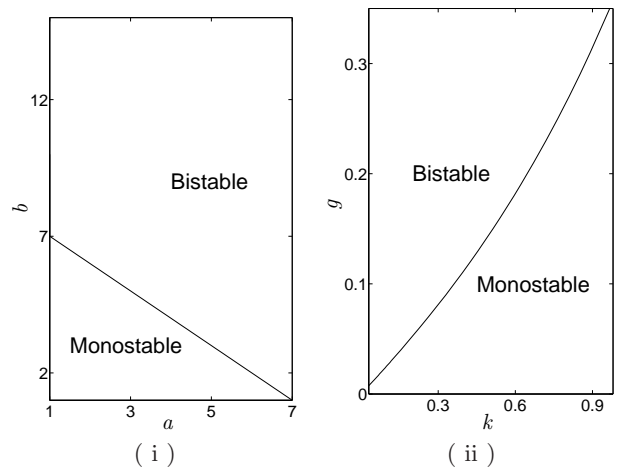 12
7
2
b
Bistable
Monostable
1
3
5
7
a
( i )
0.3
0.2
0.1
0
g
Bistable
Monostable
0.3
0.6
0.9
k
( ii )